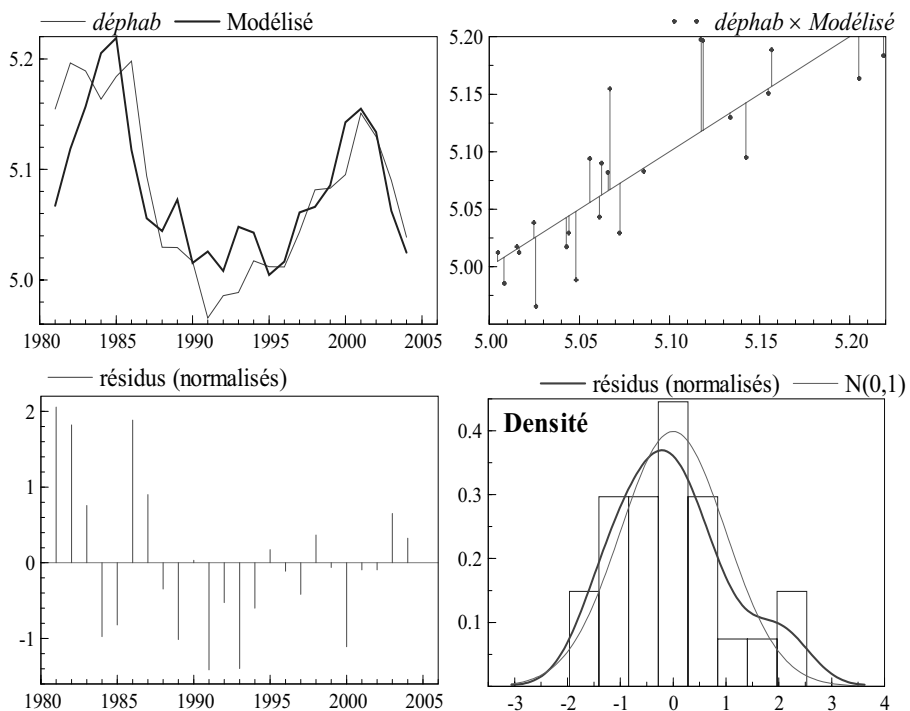 déphab Modélisé
5.2
5.1
5.0
1980 1985 1990 1995 2000 2005
déphab × Modélisé
5.20
5.15
5.10
5.05
5.00
5.00 5.05 5.10 5.15 5.20
résidus (normalisés)
2
1
0
-1
1980 1985 1990 1995 2000 2005
résidus (normalisés) N(0,1)
Densité
0.4
0.3
0.2
0.1
-3 -2 -1 0 1 2 3 4